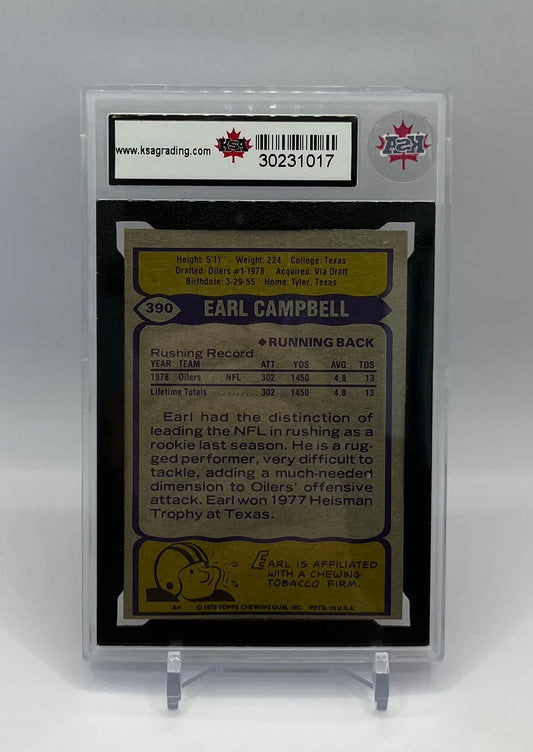 www.ksagrading.com KSA 30231017
KSA
Height: 5'11" - Weight: 224 College: Texas
Drafted: Oilers #1-1978 Acquired: Via Draft
Birthdate: 3-29-55 Home: Tyler, Texas
390 EARL CAMPBELL
◆RUNNING BACK
Rushing Record
YEAR TEAM ATT YDS AVG TDS
1978 Oilers NFL 302 1450 4.8 13
Lifetime Totals .......... 302 1450 4.8 13
Earl had the distinction of
leading the NFL in rushing as a
rookie last season. He is a rug-
ged performer, very difficult to
tackle, adding a much-needed
dimension to Oilers' offensive
attack. Earl won 1977 Heisman
Trophy at Texas.
EARL IS AFFILIATED
WITH A CHEWING
TOBACCO FIRM.
A* © 1979 TOPPS CHEWING GUM, INC. PRTD. IN U.S.A.